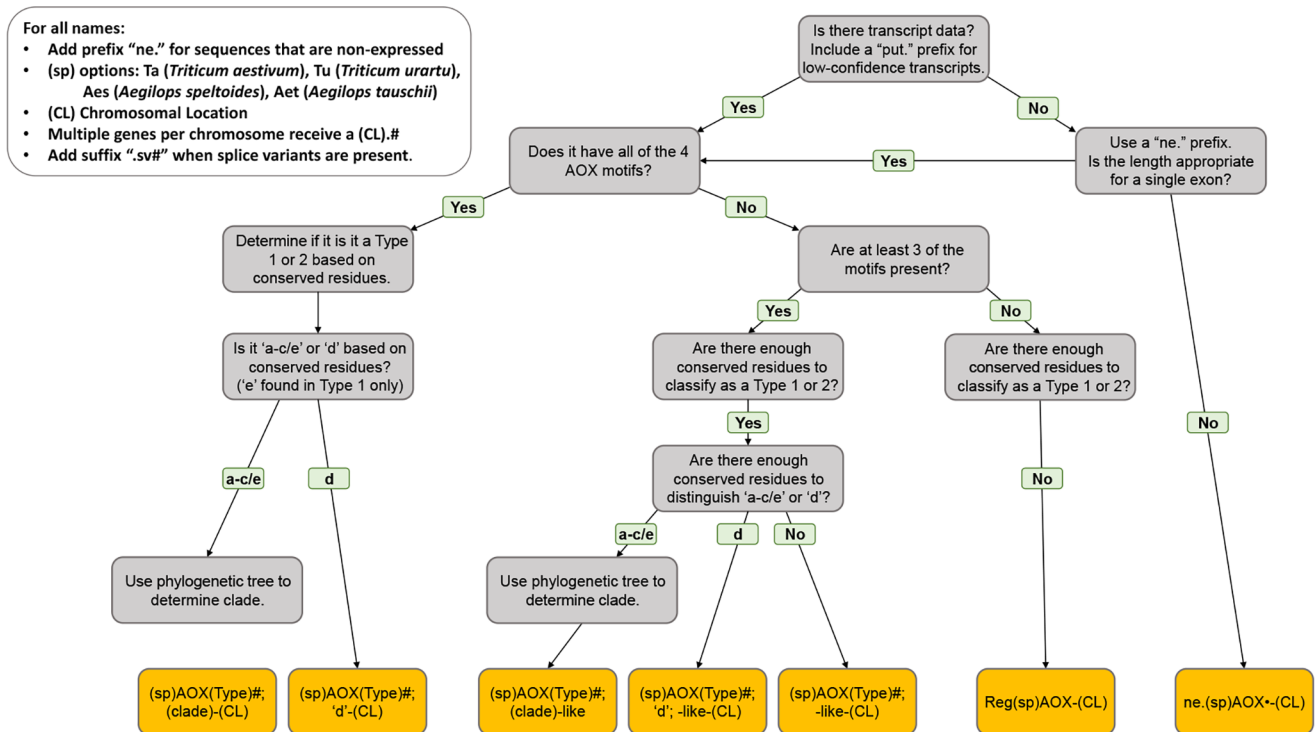 For all names:
• Add prefix “ne.” for sequences that are non-expressed
• (sp) options: Ta (Triticum aestivum), Tu (Triticum urartu),
Aes (Aegilops speltoides), Aet (Aegilops tauschii)
• (CL) Chromosomal Location
• Multiple genes per chromosome receive a (CL).#
• Add suffix “.sv#” when splice variants are present.
Is there transcript data?
Include a “put.” prefix for
low-confidence transcripts.
Yes
No
Does it have all of the 4
AOX motifs?
Yes
Use a “ne.” prefix.
Is the length appropriate
for a single exon?
Yes
No
Determine if it is it a Type
1 or 2 based on
conserved residues.
Are at least 3 of the
motifs present?
Yes
No
Is it ‘a-c/e’ or ‘d’ based on
conserved residues?
(‘e’ found in Type 1 only)
Are there enough
conserved residues to
classify as a Type 1 or 2?
Are there enough
conserved residues to
classify as a Type 1 or 2?
Yes
No
Are there enough
conserved residues to
distinguish ‘a-c/e’ or ‘d’?
a-c/e
d
No
a-c/e
d
No
Use phylogenetic tree to
determine clade.
Use phylogenetic tree to
determine clade.
(sp)AOX(Type)#;
(clade)-(CL)
(sp)AOX(Type)#;
‘d’-(CL)
(sp)AOX(Type)#;
(clade)-like
(sp)AOX(Type)#;
‘d’; -like-(CL)
(sp)AOX(Type)#;
-like-(CL)
Reg(sp)AOX-(CL)
ne.(sp)AOX•-(CL)